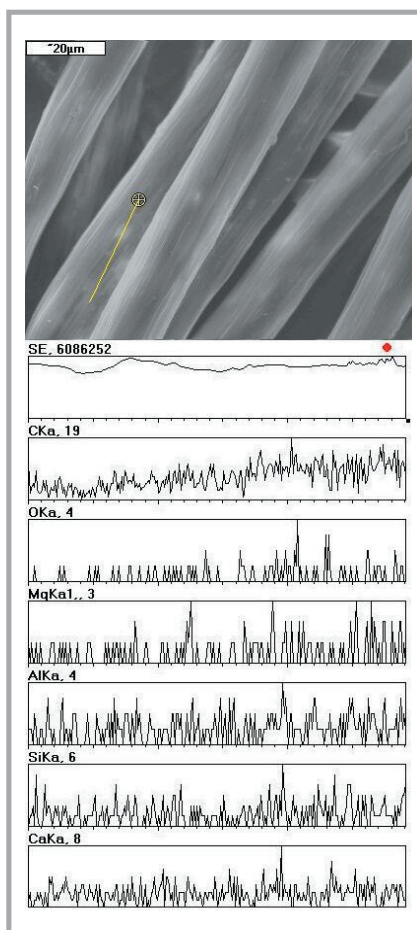 ~20µm
SE, 6086252
CKa, 19
OKa, 4
MgKa1,, 3
AlKa, 4
SiKa, 6
CaKa, 8